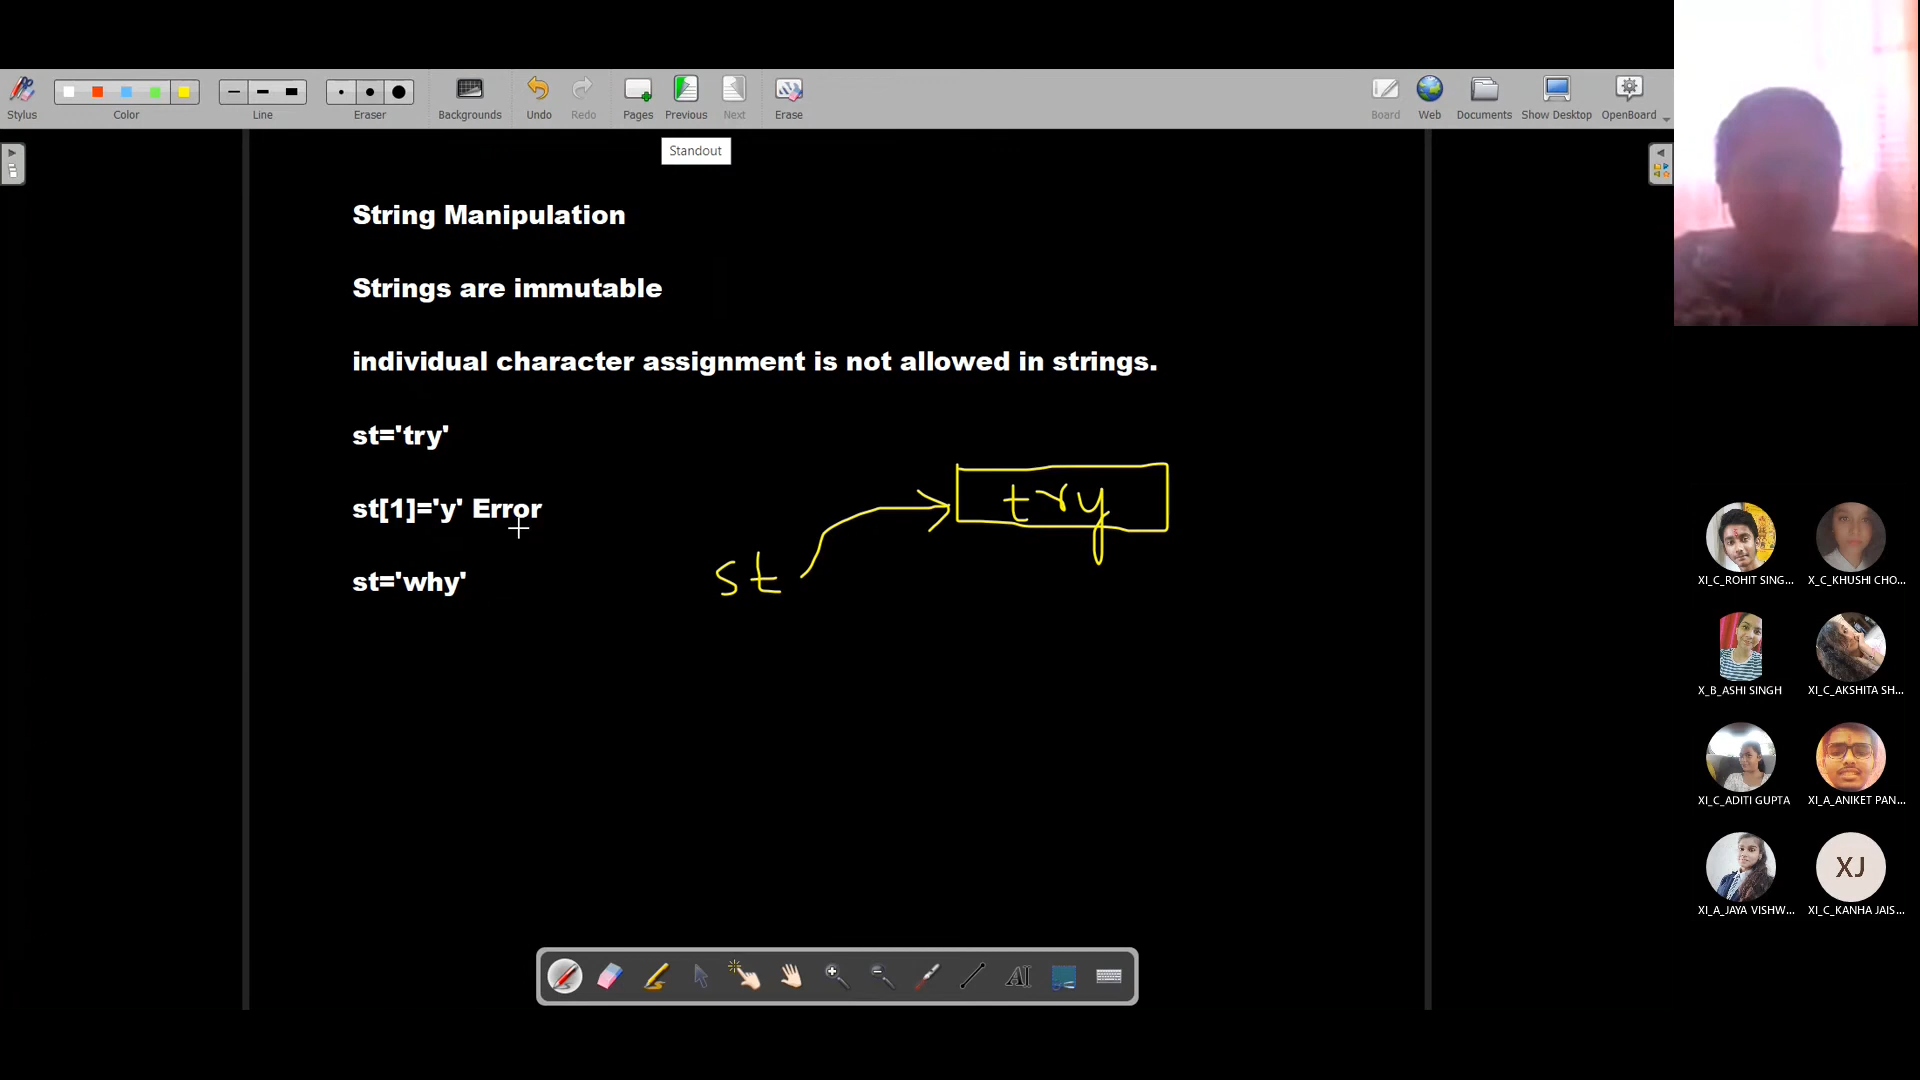 Stylus
Color
Line
Eraser
Backgrounds
Undo
Redo
Pages
Previous
Next
Erase
Board
Web
Documents
Show Desktop
OpenBoard
Standout
String Manipulation
Strings are immutable
individual character assignment is not allowed in strings.
st='try'
st[1]='y' Error
try
st='why'
st
XI_C_ROHIT SING...
X_C_KHUSHI CHO...
X_B_ASHI SINGH
XI_C_AKSHITA SH...
XI_C_ADITI GUPTA
XI_A_ANIKET PAN...
XJ
XI_A_JAYA VISHW...
XI_C_KANHA JAIS...
AI